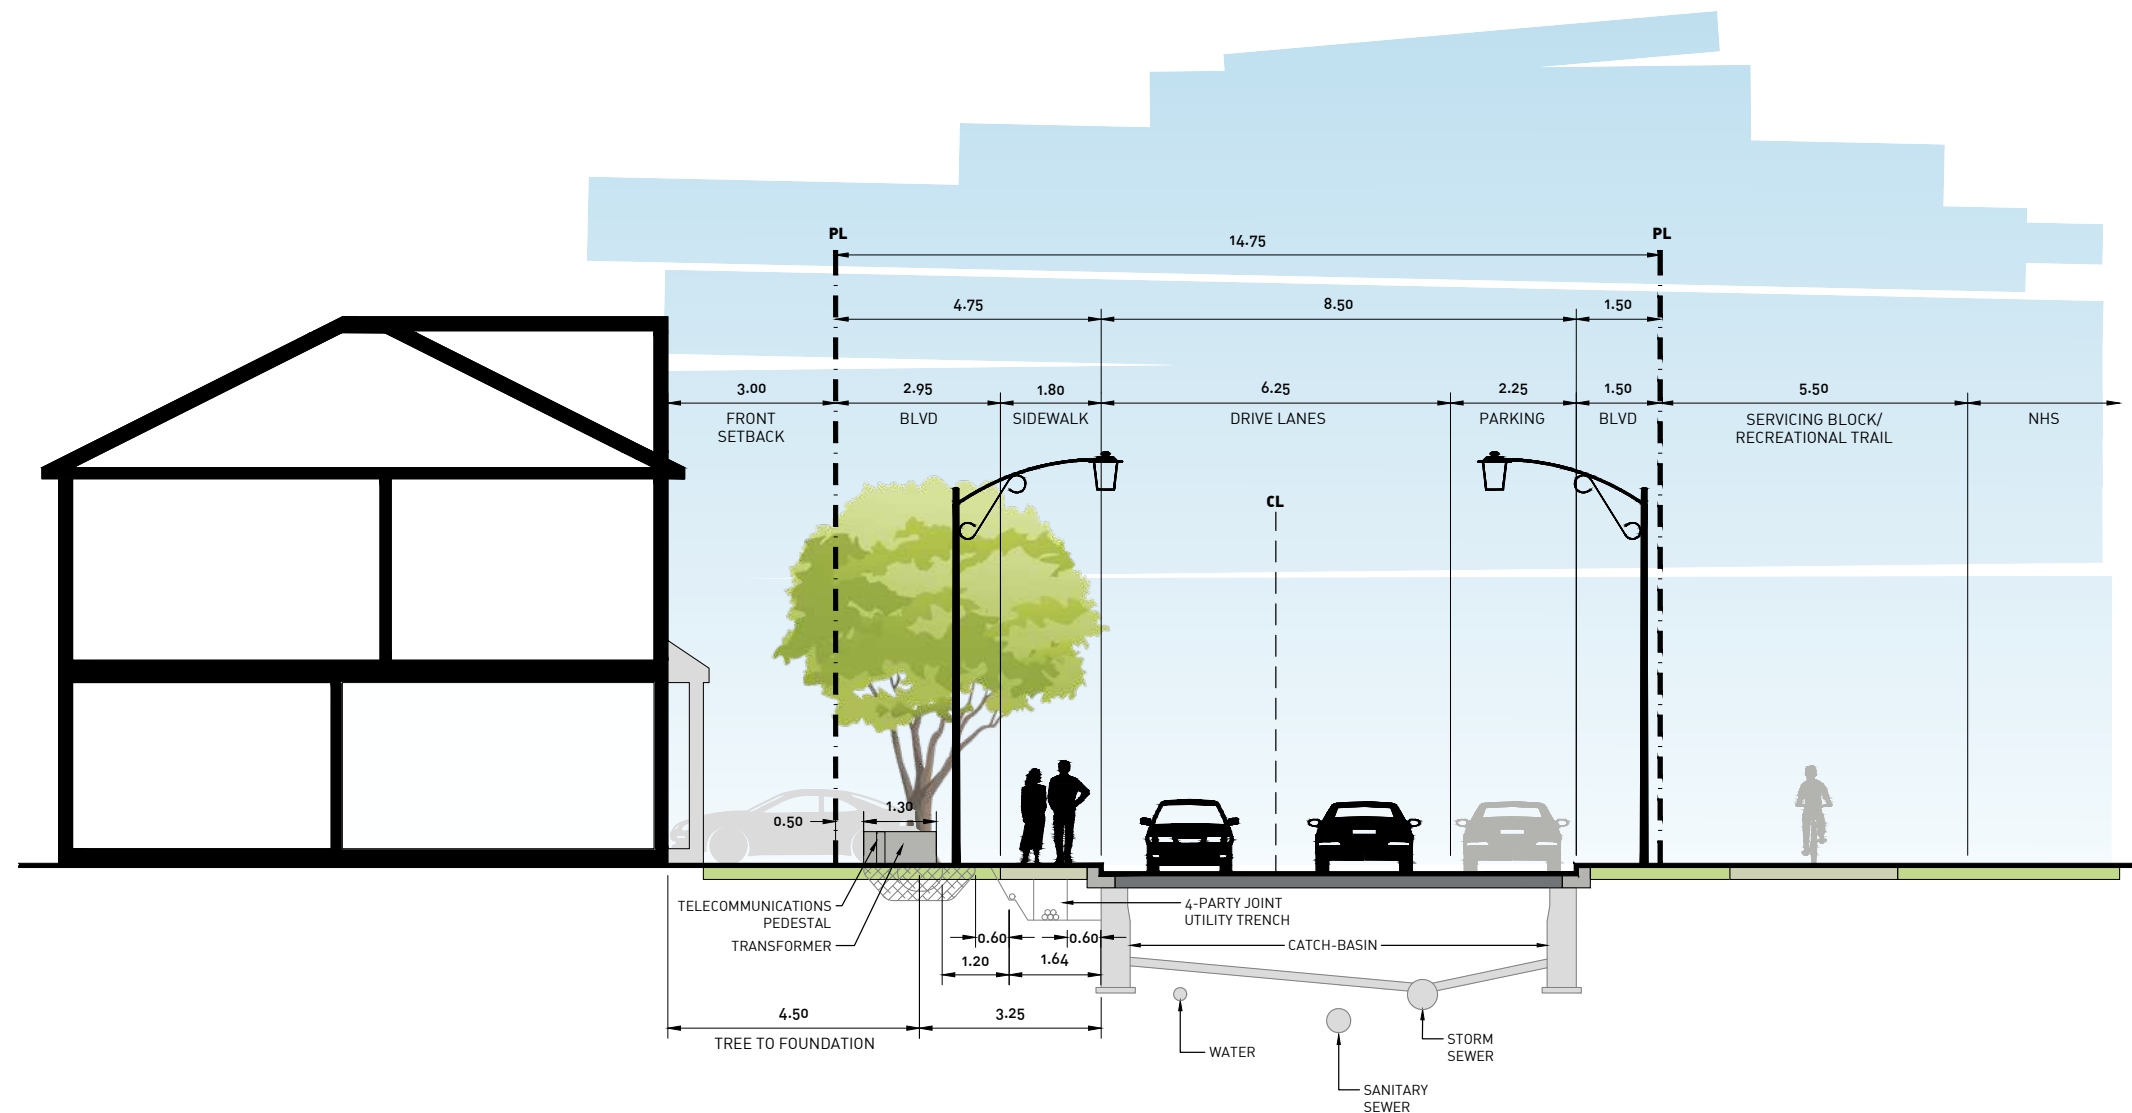 PL
PL
14.75
4.75
8.50
1.50
3.00
2.95
1.80
6.25
2.25
1.50
5.50
FRONT
SETBACK
BLVD
SIDEWALK
DRIVE LANES
PARKING
BLVD
SERVICING BLOCK/
RECREATIONAL TRAIL
NHS
CL
1.30
0.50
TELECOMMUNICATIONS
PEDESTAL
TRANSFORMER
4-PARTY JOINT
UTILITY TRENCH
0.60
0.60
CATCH-BASIN
1.20
1.64
4.50
3.25
TREE TO FOUNDATION
WATER
STORM
SEWER
SANITARY
SEWER